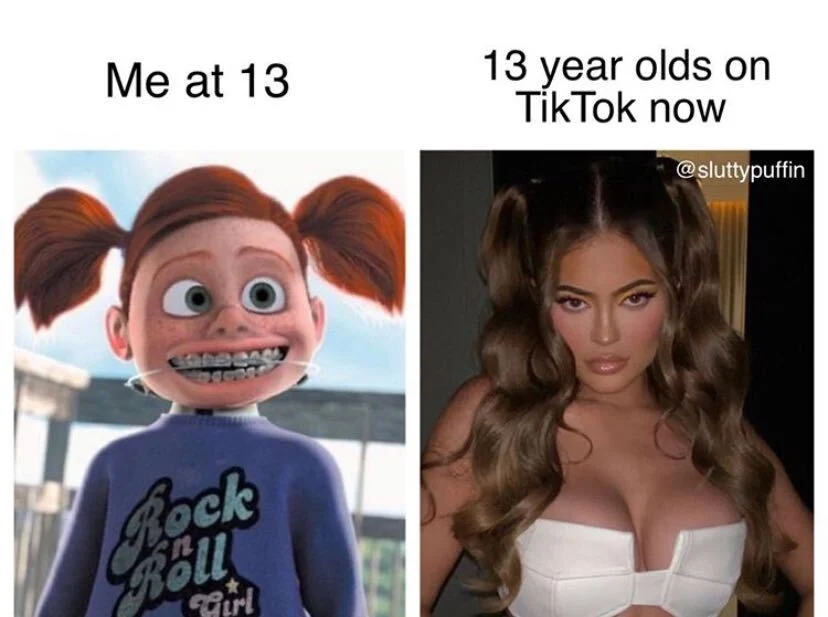 Me at 13
13 year olds on
TikTok now
@sluttypuffin
Rock
n
Roll
Girl